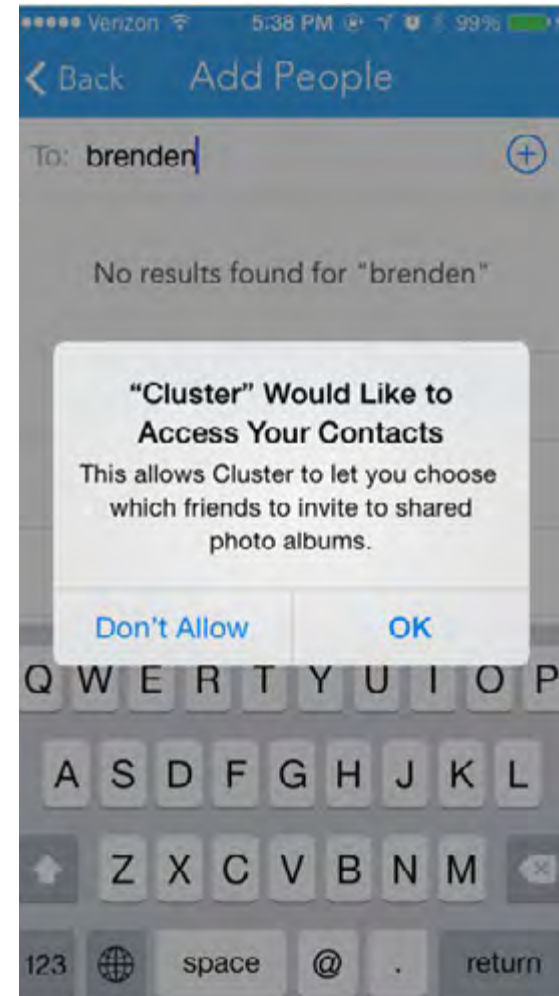 Verizon 5:38 PM 99%
Back Add People
To: brenden
No results found for "brenden"
“Cluster” Would Like to
Access Your Contacts
This allows Cluster to let you choose
which friends to invite to shared
photo albums.
Don't Allow OK
Q W E R T Y U I O P
A S D F G H J K L
Z X C V B N M
123 space @ . return